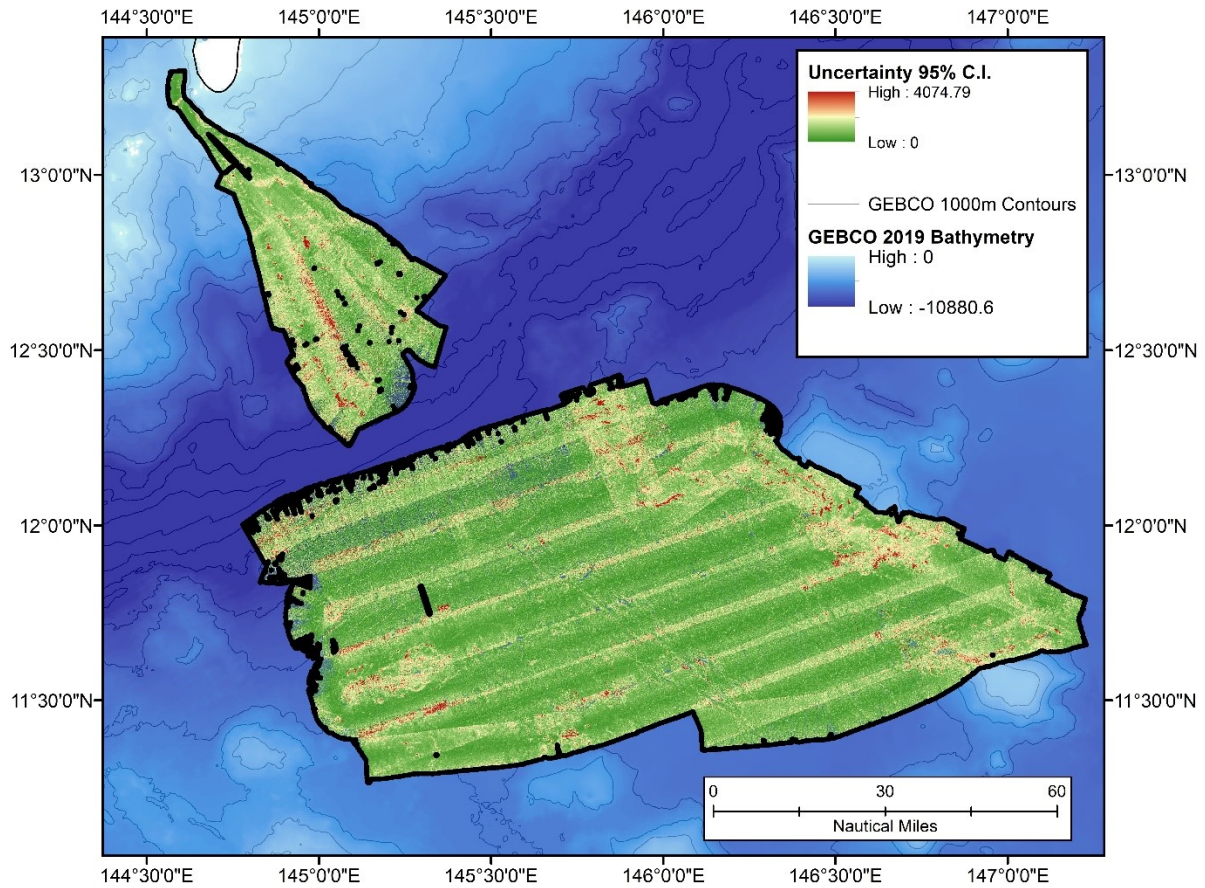 144°30'0"E 145°0'0"E 145°30'0"E 146°0'0"E 146°30'0"E 147°0'0"E
Uncertainty 95% C.I.
High : 4074.79
Low : 0
GEBCO 1000m Contours
GEBCO 2019 Bathymetry
High : 0
Low : -10880.6
13°0'0"N 13°0'0"N
12°30'0"N 12°30'0"N
12°0'0"N 12°0'0"N
11°30'0"N 11°30'0"N
0 30 60
Nautical Miles
144°30'0"E 145°0'0"E 145°30'0"E 146°0'0"E 146°30'0"E 147°0'0"E